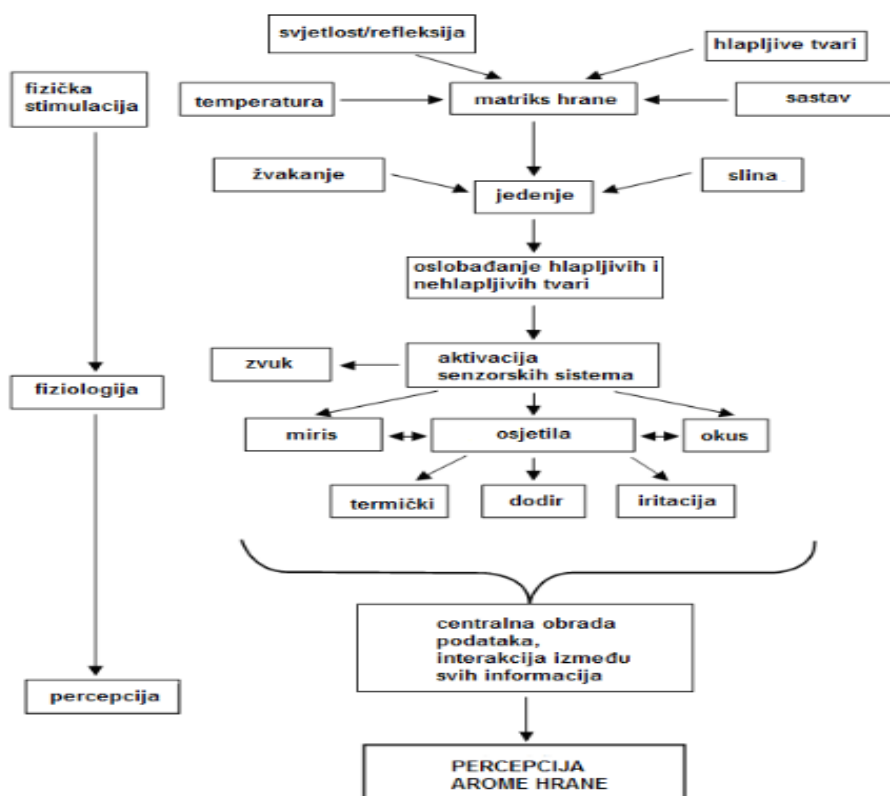 svjetlost/refleksija
hlapljive tvari
fizička
stimulacija
temperatura
matriks hrane
sastav
žvakanje
jedenje
slina
oslobađanje hlapljivih i
nehlapljivih tvari
zvuk
aktivacija
senzorskih sistema
fiziologija
miris
osjetila
okus
termički
dodir
iritacija
centralna obrada
podataka,
interakcija između
svih informacija
percepcija
PERCEPCIJA
AROME HRANE